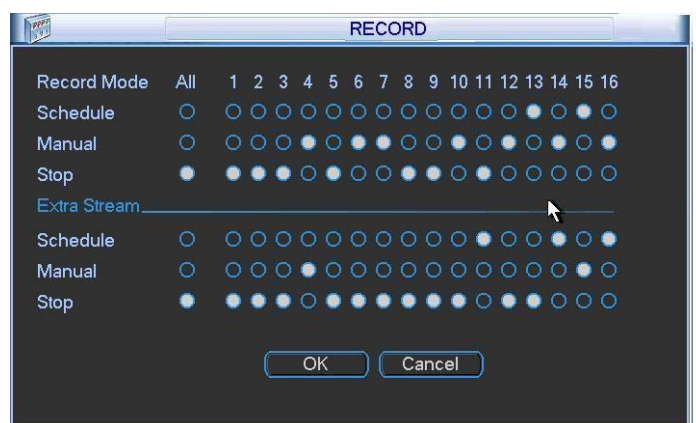 RECORD
Record Mode All 1 2 3 4 5 6 7 8 9 10 11 12 13 14 15 16
Schedule
Manual
Stop
Extra Stream
Schedule
Manual
Stop
OK Cancel